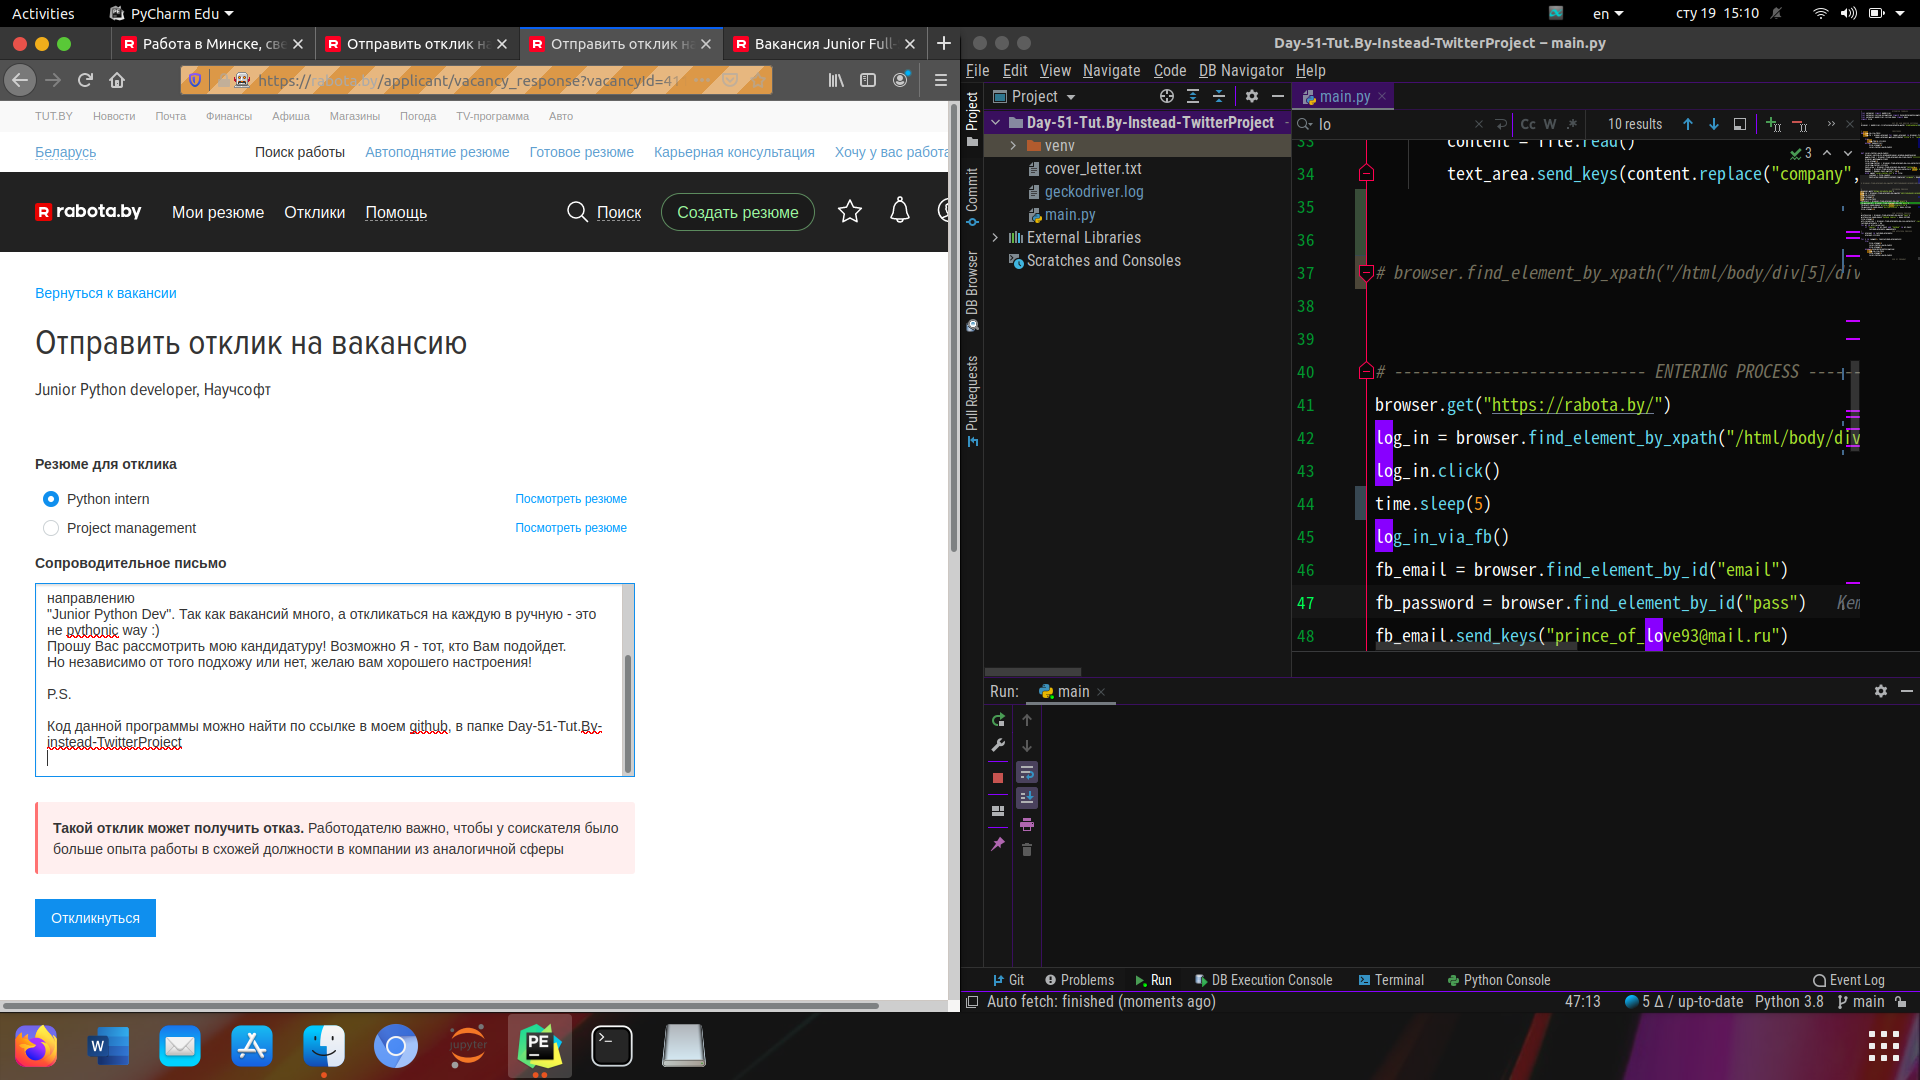 Activities
PyCharm Edu
en
сту 19 15:10
Работа в Минске, све
Отправить отклик на
Отправить отклик на
Вакансия Junior Full-
https://rabota.by/applicant/vacancy_response?vacancyId=41
TUT.BY Новости Почта Финансы Афиша Магазины Погода TV-программа Авто
Беларусь
Поиск работы Автоподнятие резюме Готовое резюме Карьерная консультация Хочу у вас работа
rabota.by Мои резюме Отклики Помощь Поиск Создать резюме
Вернуться к вакансии
Отправить отклик на вакансию
Junior Python developer, Научсофт
Резюме для отклика
Python intern Посмотреть резюме
Project management Посмотреть резюме
Сопроводительное письмо
направлению
"Junior Python Dev". Так как вакансий много, а откликаться на каждую в ручную - это
не pythonic way :)
Прошу Вас рассмотреть мою кандидатуру! Возможно Я - тот, кто Вам подойдет.
Но независимо от того подхожу или нет, желаю вам хорошего настроения!
P.S.
Код данной программы можно найти по ссылке в моем github, в папке Day-51-Tut.By-
instead-TwitterProject
Такой отклик может получить отказ. Работодателю важно, чтобы у соискателя было
больше опыта работы в схожей должности в компании из аналогичной сферы
Откликнуться
Day-51-Tut.By-Instead-TwitterProject – main.py
File Edit View Navigate Code DB Navigator Help
Project
main.py
Day-51-Tut.By-Instead-TwitterProject
venv
cover_letter.txt
geckodriver.log
main.py
External Libraries
Scratches and Consoles
Project
Commit
DB Browser
Pull Requests
lo
Cc W .*
10 results
3
33 content = file.read()
34 text_area.send_keys(content.replace("company",
35
36
37 # browser.find_element_by_xpath("/html/body/div[5]/div
38
39
40 # ---------------------------- ENTERING PROCESS -----
41 browser.get("https://rabota.by/")
42 log_in = browser.find_element_by_xpath("/html/body/div
43 log_in.click()
44 time.sleep(5)
45 log_in_via_fb()
46 fb_email = browser.find_element_by_id("email")
47 fb_password = browser.find_element_by_id("pass") Kem
48 fb_email.send_keys("prince_of_love93@mail.ru")
Run: main
Git Problems Run DB Execution Console Terminal Python Console Event Log
Auto fetch: finished (moments ago)
47:13 5 Δ / up-to-date Python 3.8 main
W
jupyter
PE